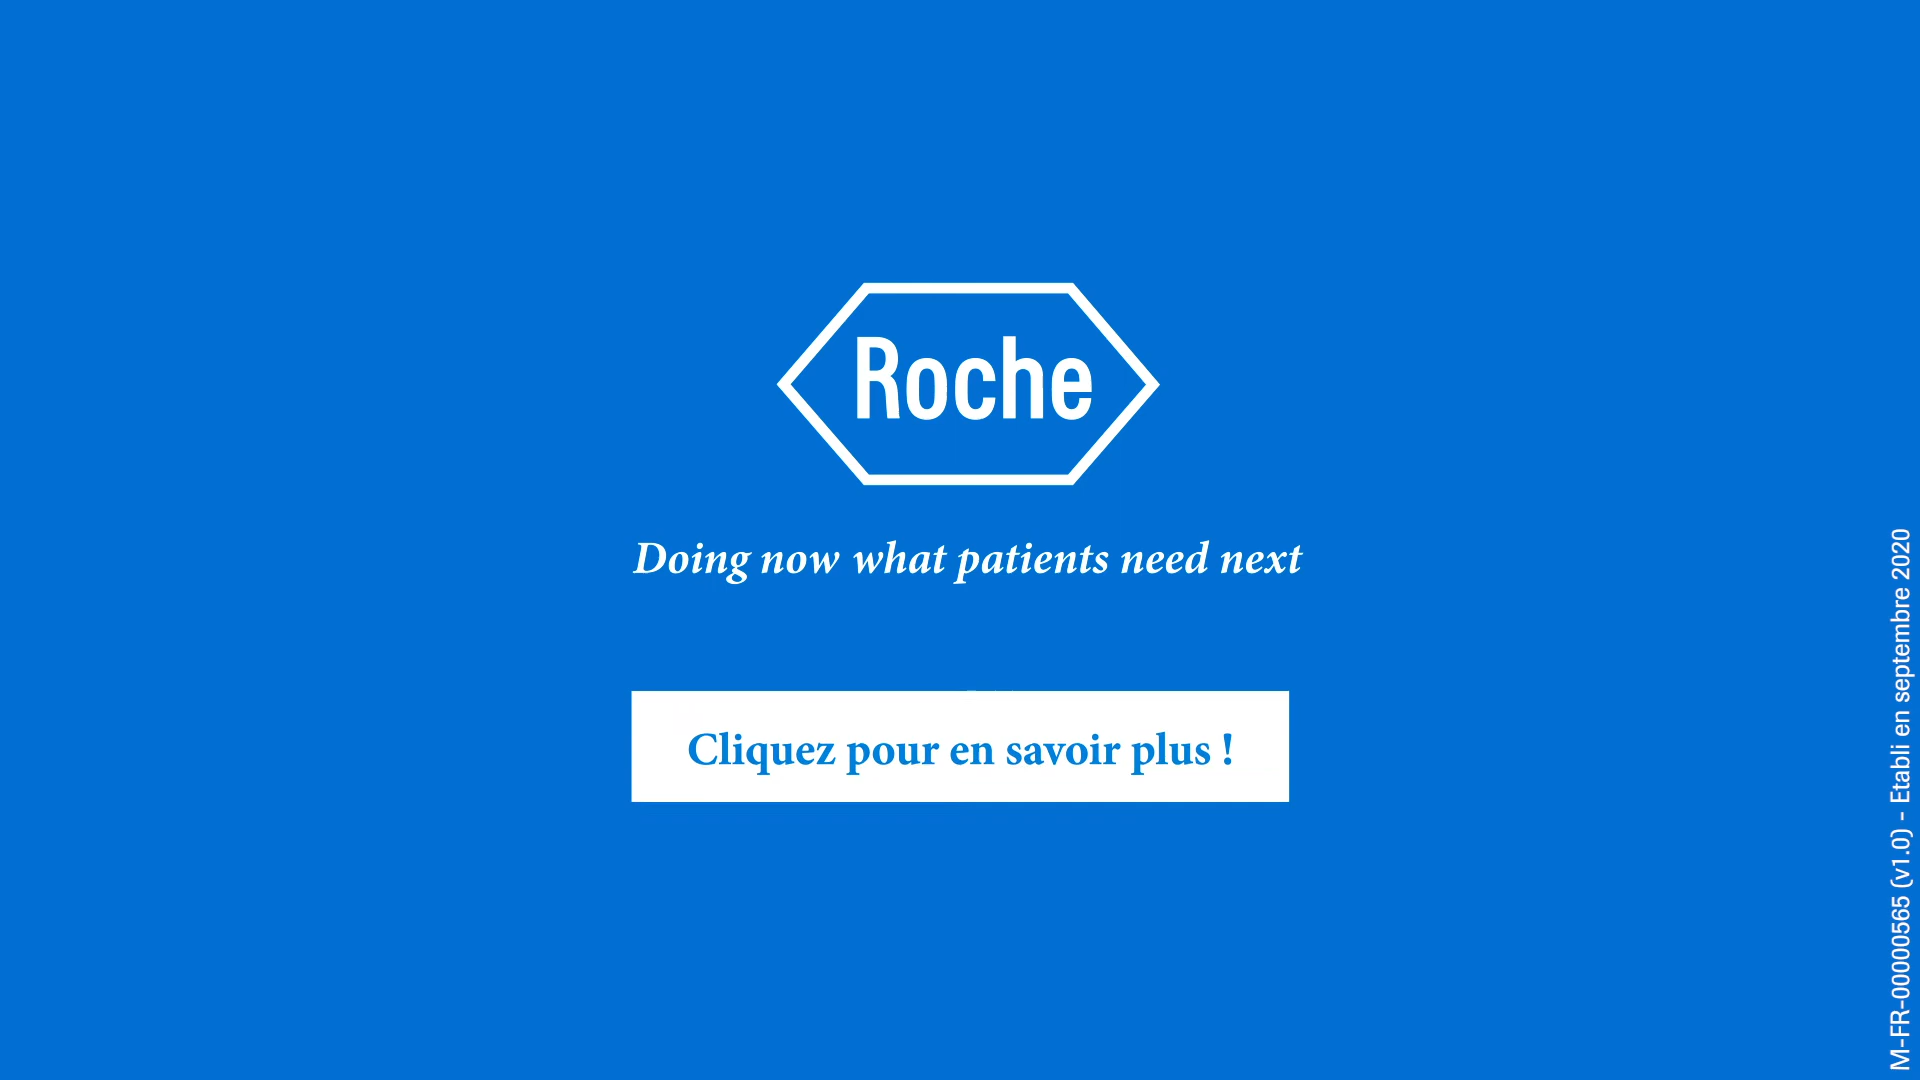 Roche
Doing now what patients need next
Cliquez pour en savoir plus !
M-FR-00000565 (v1.0) - Etabli en septembre 2020